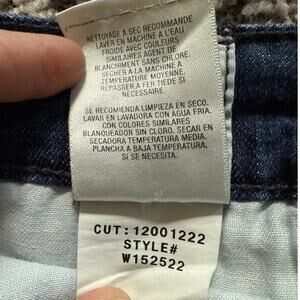 NETTOYAGE A SEC RECOMMANDE
LAVER EN MACHINE A L'EAU
FROIDE AVEC COULEURS
SIMILAIRES AGENT DE
BLANCHIMENT SANS CHLORE
SECHER A LA MACHINE A
TEMPERATURE MOYENNE.
REPASSER A FER TIEDE SI
NECESSAIRE
SE RECOMIENDA LIMPIEZA EN SECO.
LAVAR EN LAVADORA CON AGUA FRIA
CON COLORES SIMILARES
BLANQUEADOR SIN CLORO. SECAR EN
SECADORA TEMPERATURA MEDIA.
PLANCHA A BAJA TEMPERATURA,
SI SE NECESITA.
CUT:12001222
STYLE#
W152522